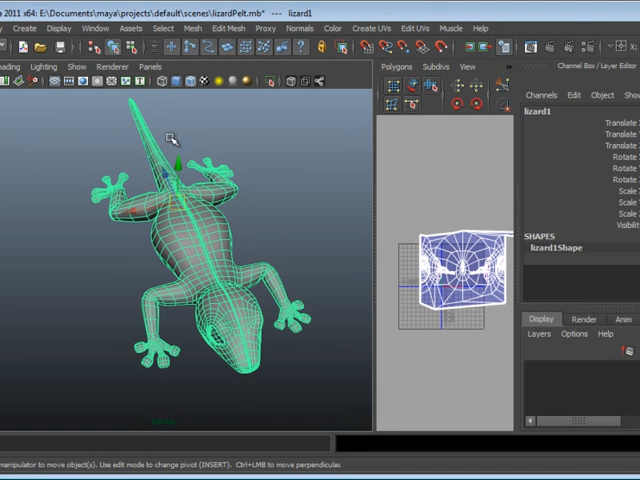 a 2011 x64: E:\Documents\maya\projects\default\scenes\lizardPelt.mb* --- lizard1
Create Display Window Assets Select Mesh Edit Mesh Proxy Normals Color Create UVs Edit UVs Muscle Help
hading Lighting Show Renderer Panels
Polygons Subdivs View »
Channel Box / Layer Editor
Channels Edit Object Show
lizard1
Translate
Translate
Translate
Rotate
Rotate
Rotate
Scale
Scale
Scale
Visibility
SHAPES
lizard1Shape
persp
Display Render Anim
Layers Options Help
manipulator to move object(s). Use edit mode to change pivot (INSERT). Ctrl+LMB to move perpendicular.